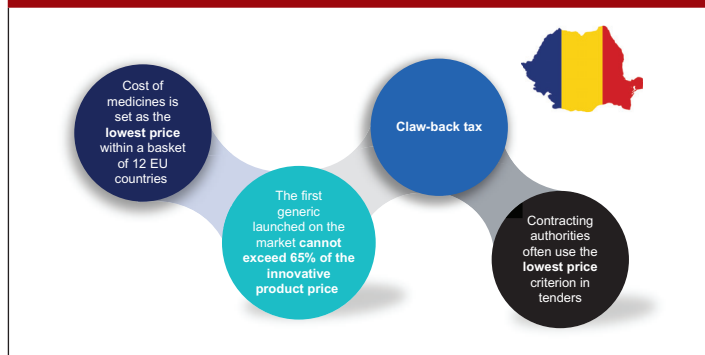 Cost of
medicines is
set as the
lowest price
within a basket
of 12 EU
countries
The first
generic
launched on the
market cannot
exceed 65% of the
innovative
product price
Claw-back tax
Contracting
authorities
often use the
lowest price
criterion in
tenders